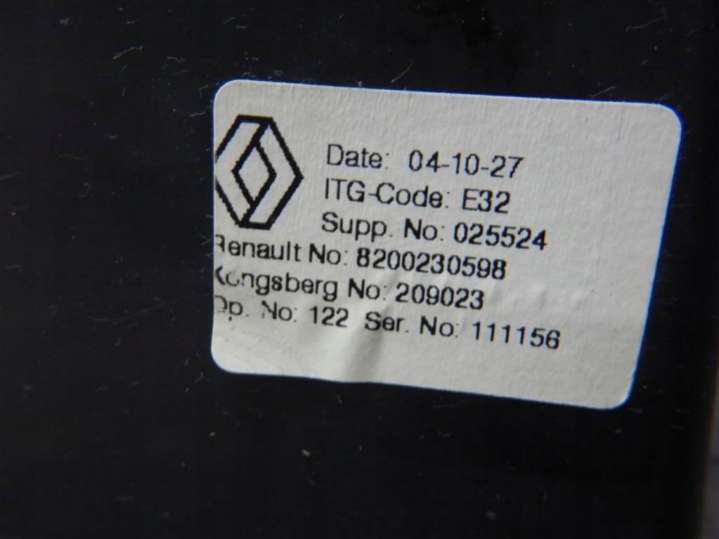 Date: 04-10-27
ITG-Code: E32
Supp. No: 025524
Renault No: 8200230598
Kongsberg No: 209023
Op. No: 122 Ser. No: 111156